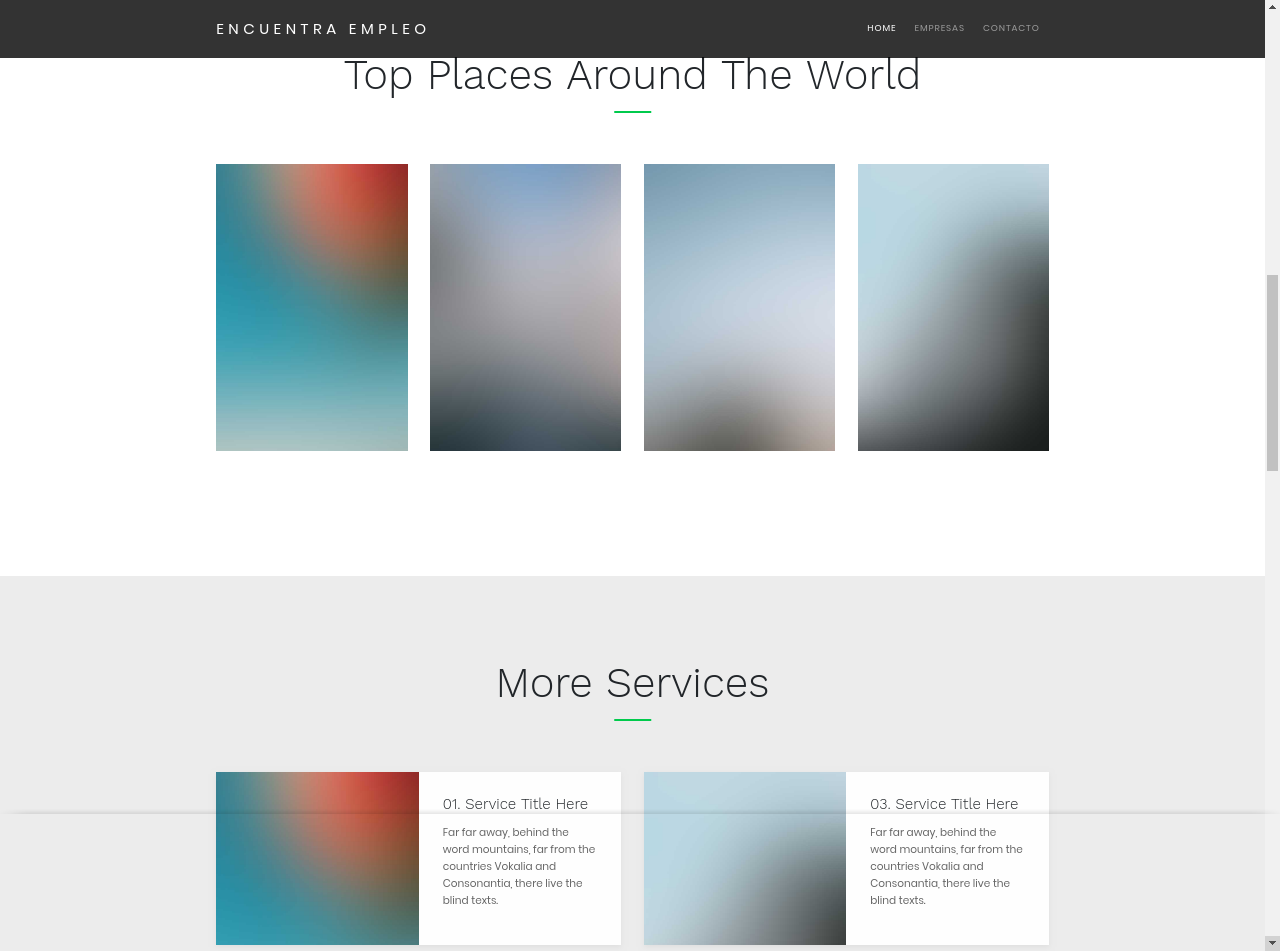 ENCUENTRA EMPLEO
HOME EMPRESAS CONTACTO
Top Places Around The World
More Services
01. Service Title Here
Far far away, behind the
word mountains, far from the
countries Vokalia and
Consonantia, there live the
blind texts.
03. Service Title Here
Far far away, behind the
word mountains, far from the
countries Vokalia and
Consonantia, there live the
blind texts.